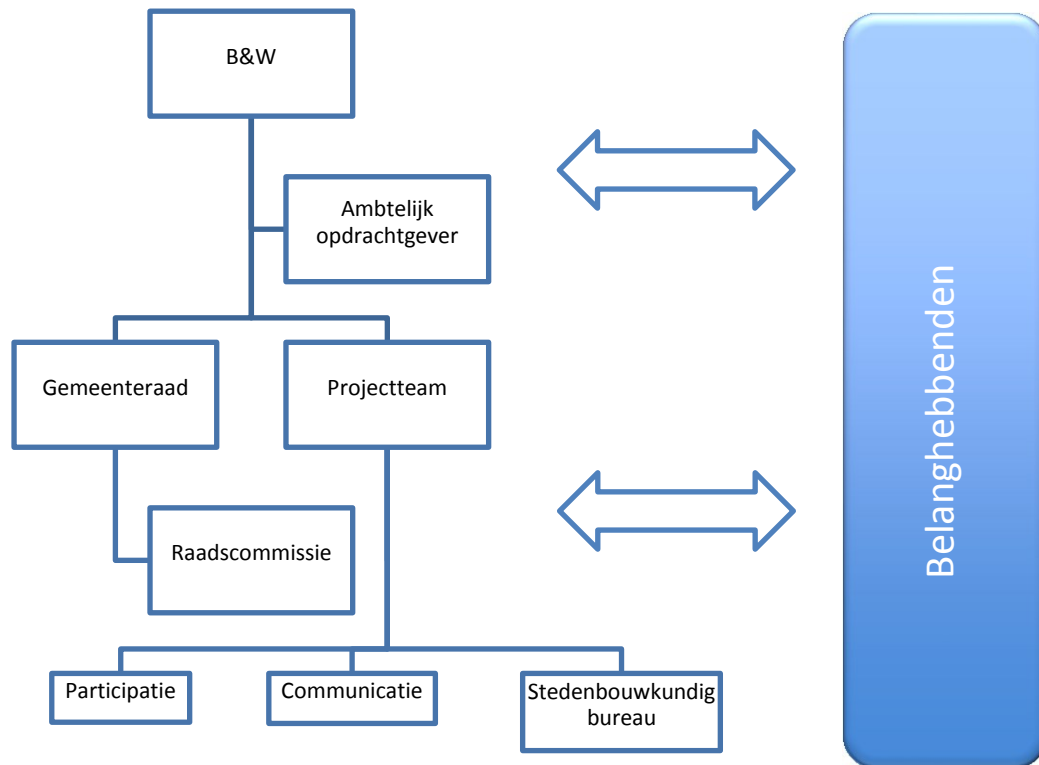 B&W
Ambtelijk
opdrachtgever
Gemeenteraad
Projectteam
Raadscommissie
Participatie
Communicatie
Stedenbouwkundig
bureau
Belanghebbenden